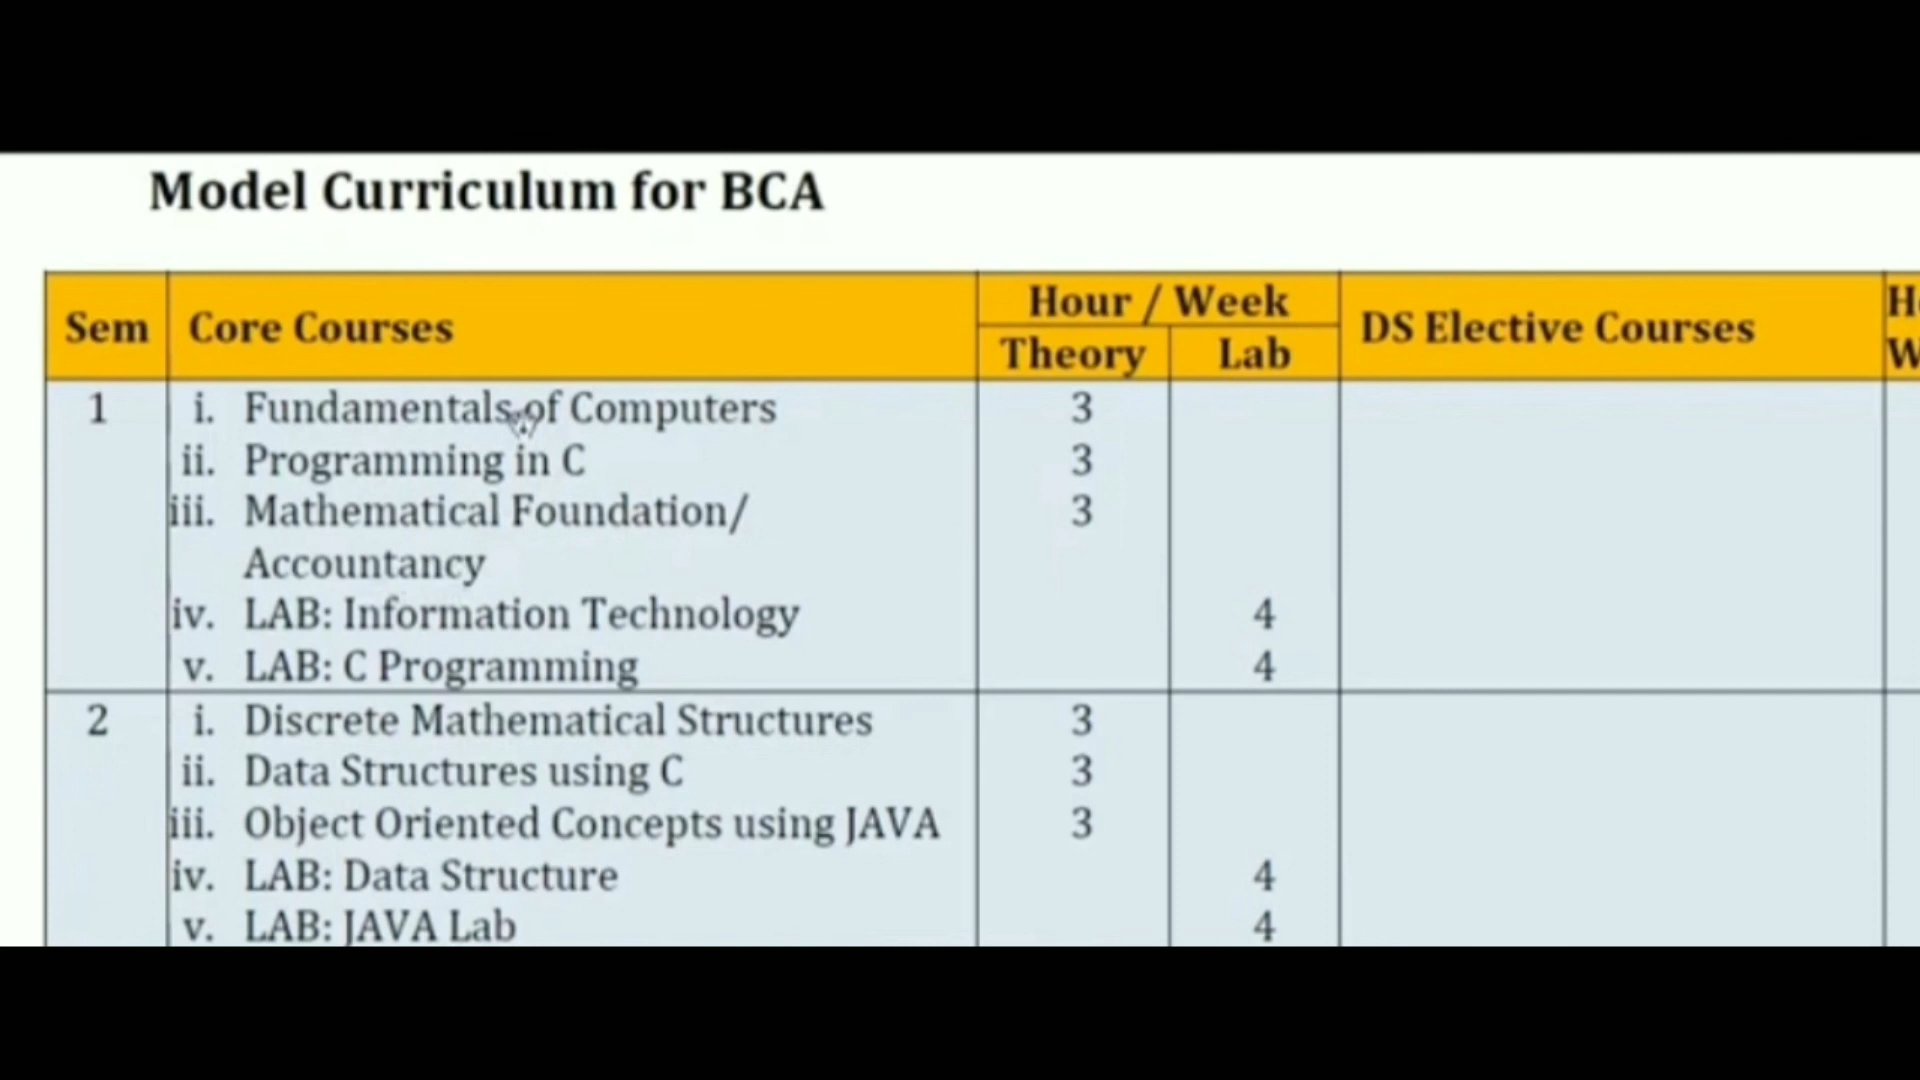 Model Curriculum for BCA
Sem Core Courses Hour / Week DS Elective Courses
Theory Lab
1 i. Fundamentals of Computers 3
ii. Programming in C 3
iii. Mathematical Foundation/ 3
Accountancy
iv. LAB: Information Technology 4
v. LAB: C Programming 4
2 i. Discrete Mathematical Structures 3
ii. Data Structures using C 3
iii. Object Oriented Concepts using JAVA 3
iv. LAB: Data Structure 4
v. LAB: JAVA Lab 4